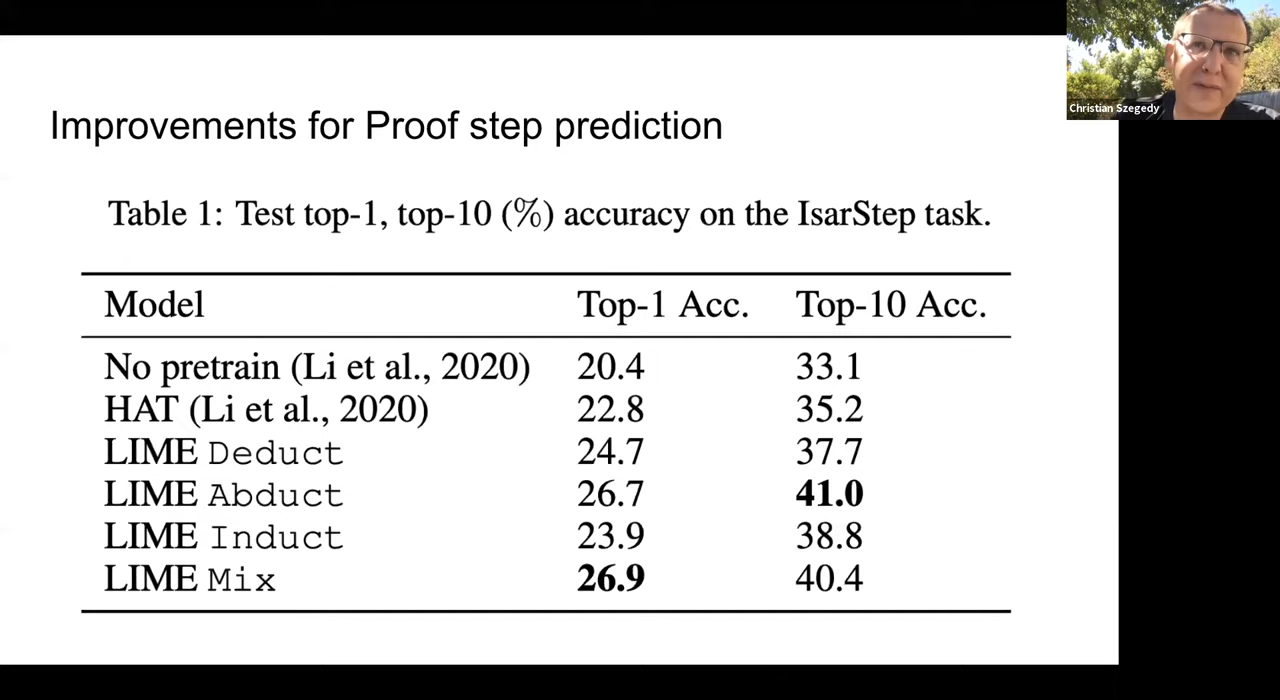 Christian Szegedy
Improvements for Proof step prediction
Table 1: Test top-1, top-10 (%) accuracy on the IsarStep task.
Model Top-1 Acc. Top-10 Acc.
No pretrain (Li et al., 2020) 20.4 33.1
HAT (Li et al., 2020) 22.8 35.2
LIME Deduct 24.7 37.7
LIME Abduct 26.7 41.0
LIME Induct 23.9 38.8
LIME Mix 26.9 40.4